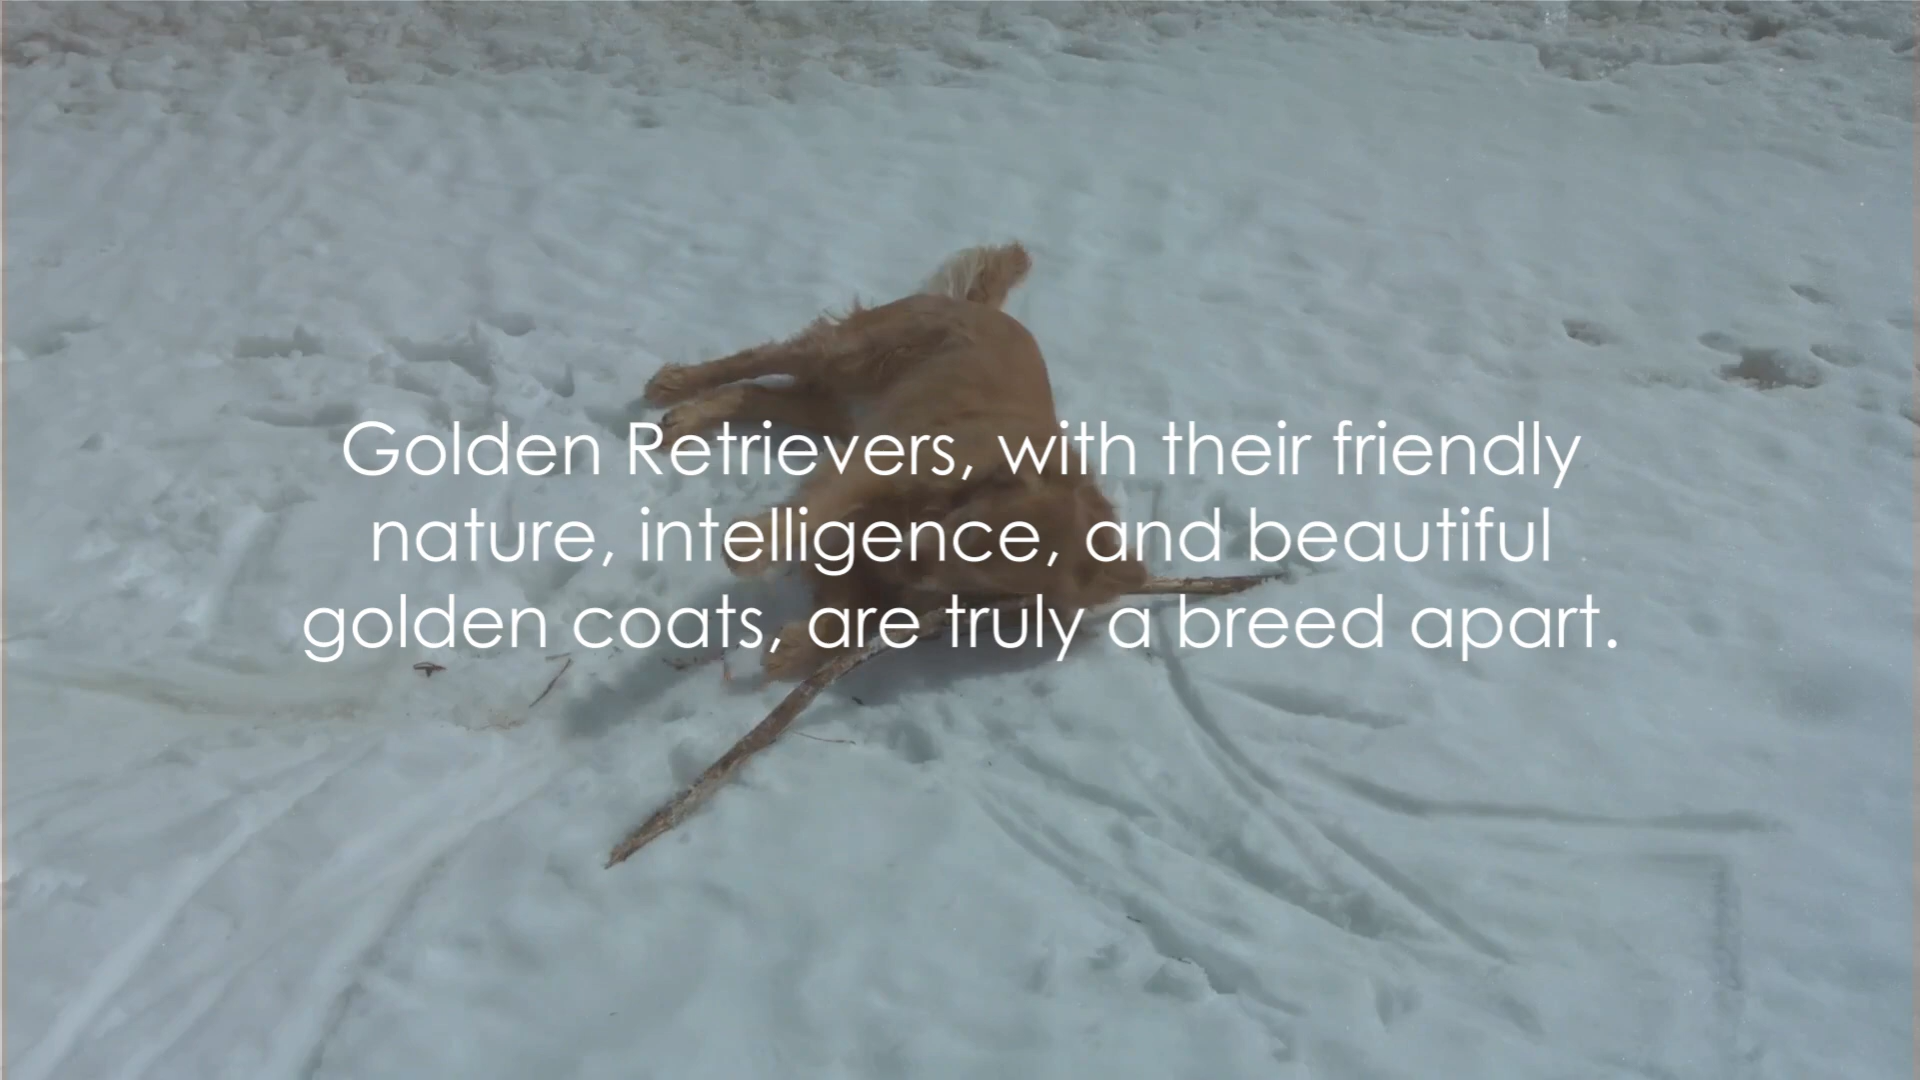 Golden Retrievers, with their friendly
nature, intelligence, and beautiful
golden coats, are truly a breed apart.